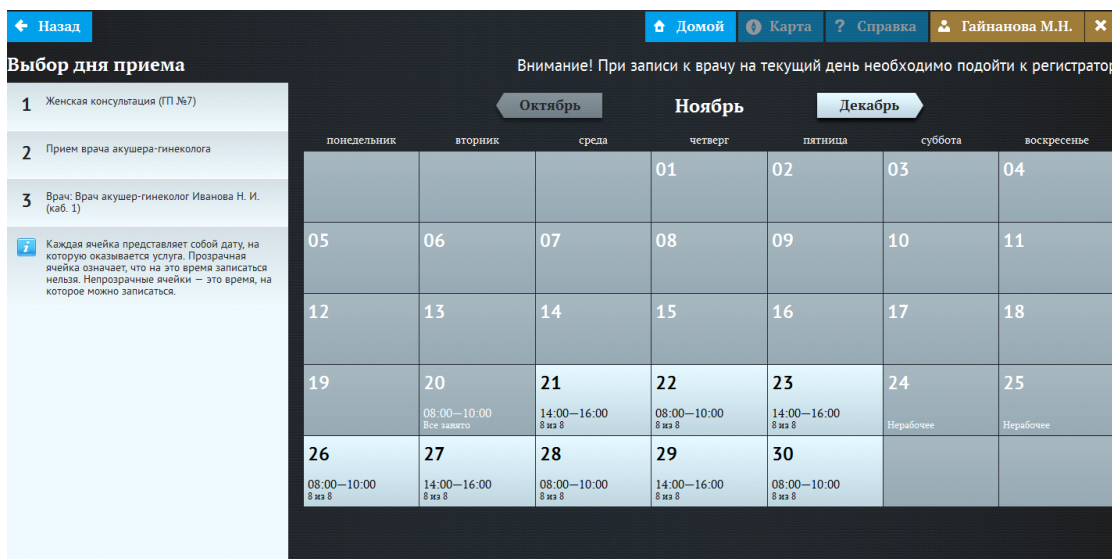 Назад
Домой
Карта
? Справка
Гайнанова М.Н.
Выбор дня приема
Внимание! При записи к врачу на текущий день необходимо подойти к регистратор
1 Женская консультация (ГП №7)
2 Прием врача акушера-гинеколога
3 Врач: Врач акушер-гинеколог Иванова Н. И.
(каб. 1)
i Каждая ячейка представляет собой дату, на
которую оказывается услуга. Прозрачная
ячейка означает, что на это время записаться
нельзя. Непрозрачные ячейки — это время, на
которое можно записаться.
Октябрь Ноябрь Декабрь
понедельник вторник среда четверг пятница суббота воскресенье
01 02 03 04
05 06 07 08 09 10 11
12 13 14 15 16 17 18
19 20 21 22 23 24 25
08:00—10:00 14:00—16:00 08:00—10:00 14:00—16:00
Все занято 8 из 8 8 из 8 8 из 8 Нерабочее Нерабочее
26 27 28 29 30
08:00—10:00 14:00—16:00 08:00—10:00 14:00—16:00 08:00—10:00
8 из 8 8 из 8 8 из 8 8 из 8 8 из 8